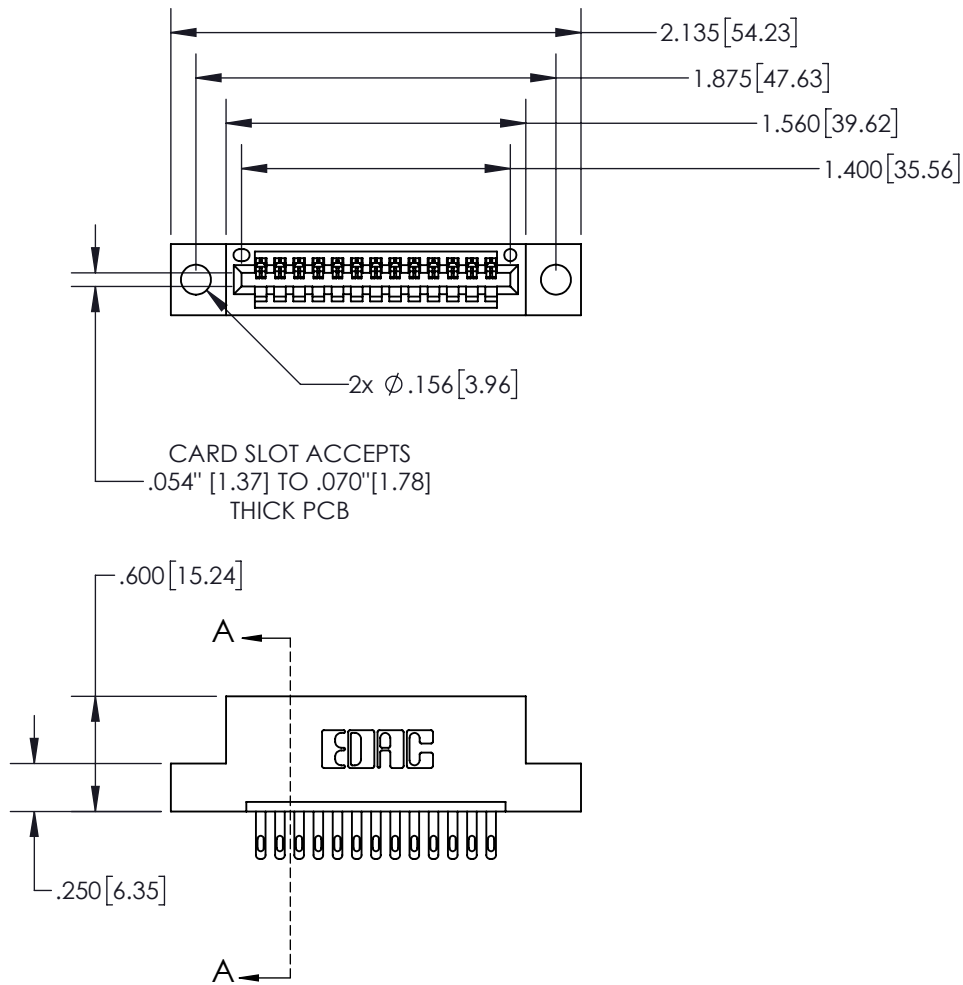 2.135[54.23]
1.875[47.63]
1.560[39.62]
1.400[35.56]
2x Ø.156[3.96]
CARD SLOT ACCEPTS
.054" [1.37] TO .070"[1.78]
THICK PCB
.600[15.24]
A
EDAC
.250[6.35]
A